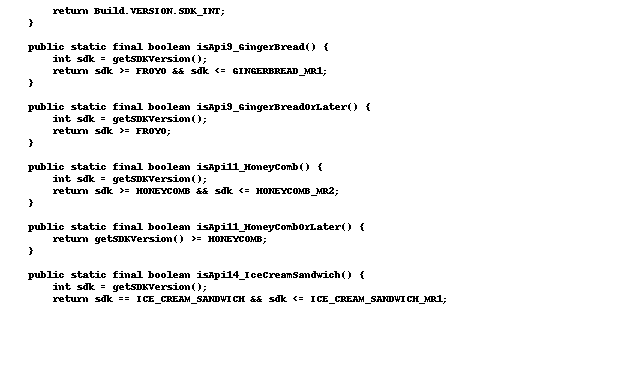 return Build.VERSION.SDK_INT;
}
public static final boolean isApi9_GingerBread() {
int sdk = getSDKVersion();
return sdk >= FROYO && sdk <= GINGERBREAD_MR1;
}
public static final boolean isApi9_GingerBreadOrLater() {
int sdk = getSDKVersion();
return sdk >= FROYO;
}
public static final boolean isApi11_HoneyComb() {
int sdk = getSDKVersion();
return sdk >= HONEYCOMB && sdk <= HONEYCOMB_MR2;
}
public static final boolean isApi11_HoneyCombOrLater() {
return getSDKVersion() >= HONEYCOMB;
}
public static final boolean isApi14_IceCreamSandwich() {
int sdk = getSDKVersion();
return sdk == ICE_CREAM_SANDWICH && sdk <= ICE_CREAM_SANDWICH_MR1;